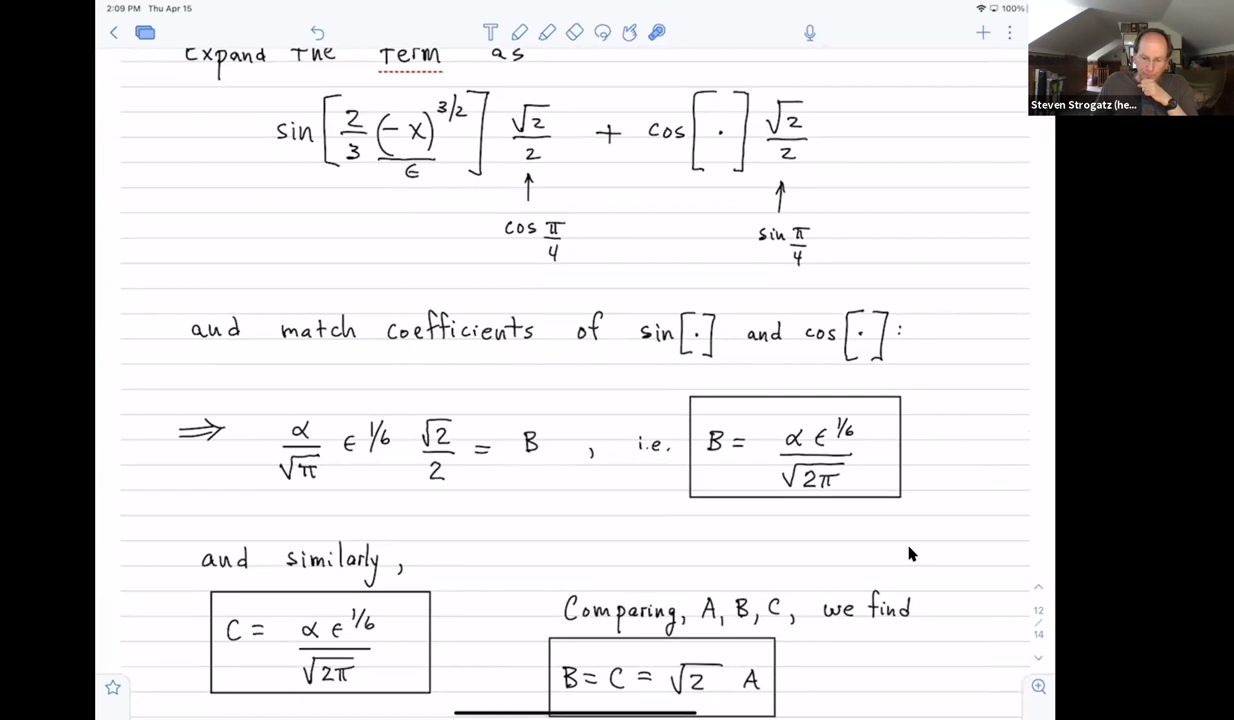 2:09 PM Thu Apr 15
100%
Expand the term as
sin [ 2/3 (-x)^{3/2} / ϵ ] √2/2 + cos [ · ] √2/2
↑ ↑
cos π/4 sin π/4
and match coefficients of sin[·] and cos[·]:
⇒ α/√π ϵ^{1/6} √2/2 = B , i.e. B = α ϵ^{1/6} / √2π
and similarly,
C = α ϵ^{1/6} / √2π
Comparing, A, B, C, we find
B = C = √2 A
12 / 14
Steven Strogatz (he...